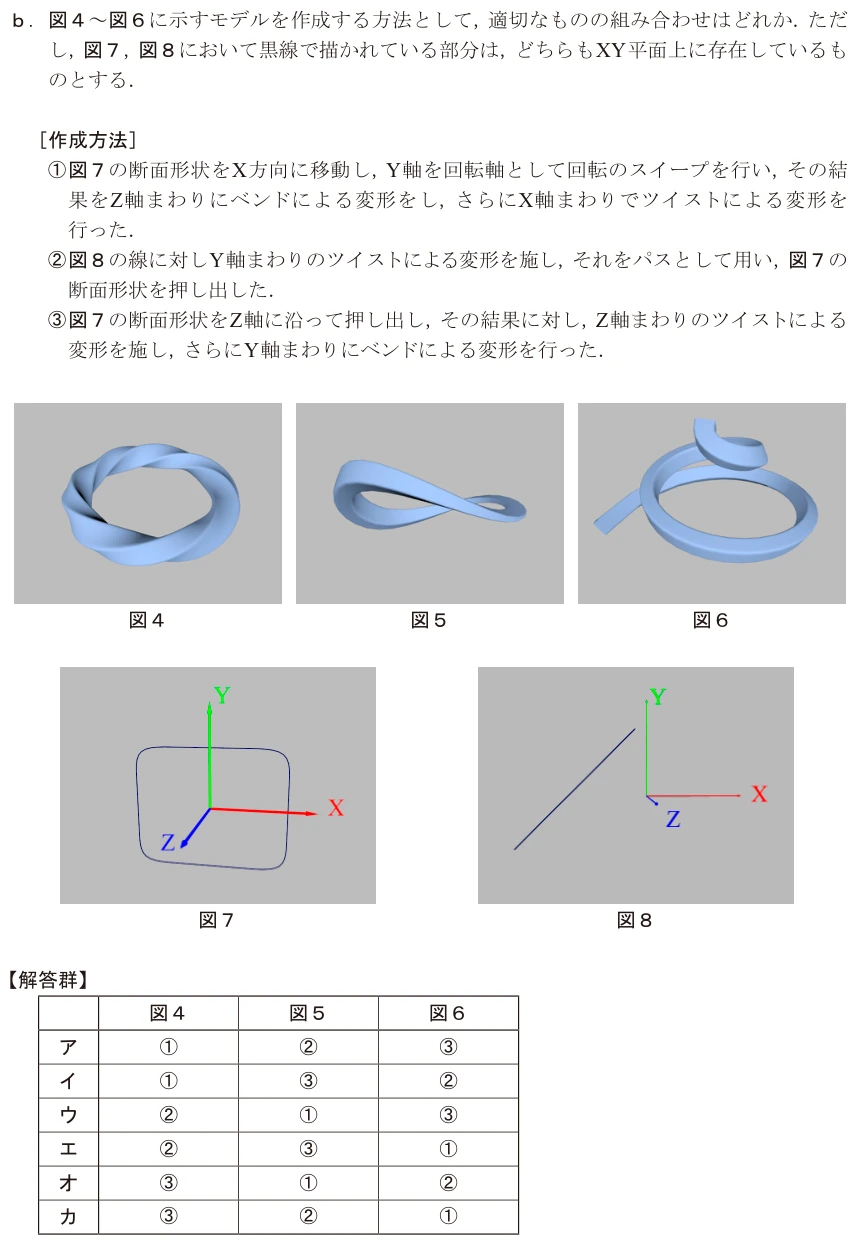 b．図４～図６に示すモデルを作成する方法として，適切なものの組み合わせはどれか．ただ
し，図７，図８において黒線で描かれている部分は，どちらもXY平面上に存在しているも
のとする．
［作成方法］
①図７の断面形状をX方向に移動し，Y軸を回転軸として回転のスイープを行い，その結
果をZ軸まわりにベンドによる変形をし，さらにX軸まわりでツイストによる変形を
行った．
②図８の線に対しY軸まわりのツイストによる変形を施し，それをパスとして用い，図７の
断面形状を押し出した．
③図７の断面形状をZ軸に沿って押し出し，その結果に対し，Z軸まわりのツイストによる
変形を施し，さらにY軸まわりにベンドによる変形を行った．
図４ 図５ 図６
Y
X
Z
Y
X
Z
図７ 図８
【解答群】
図４ 図５ 図６
ア ① ② ③
イ ① ③ ②
ウ ② ① ③
エ ② ③ ①
オ ③ ① ②
カ ③ ② ①